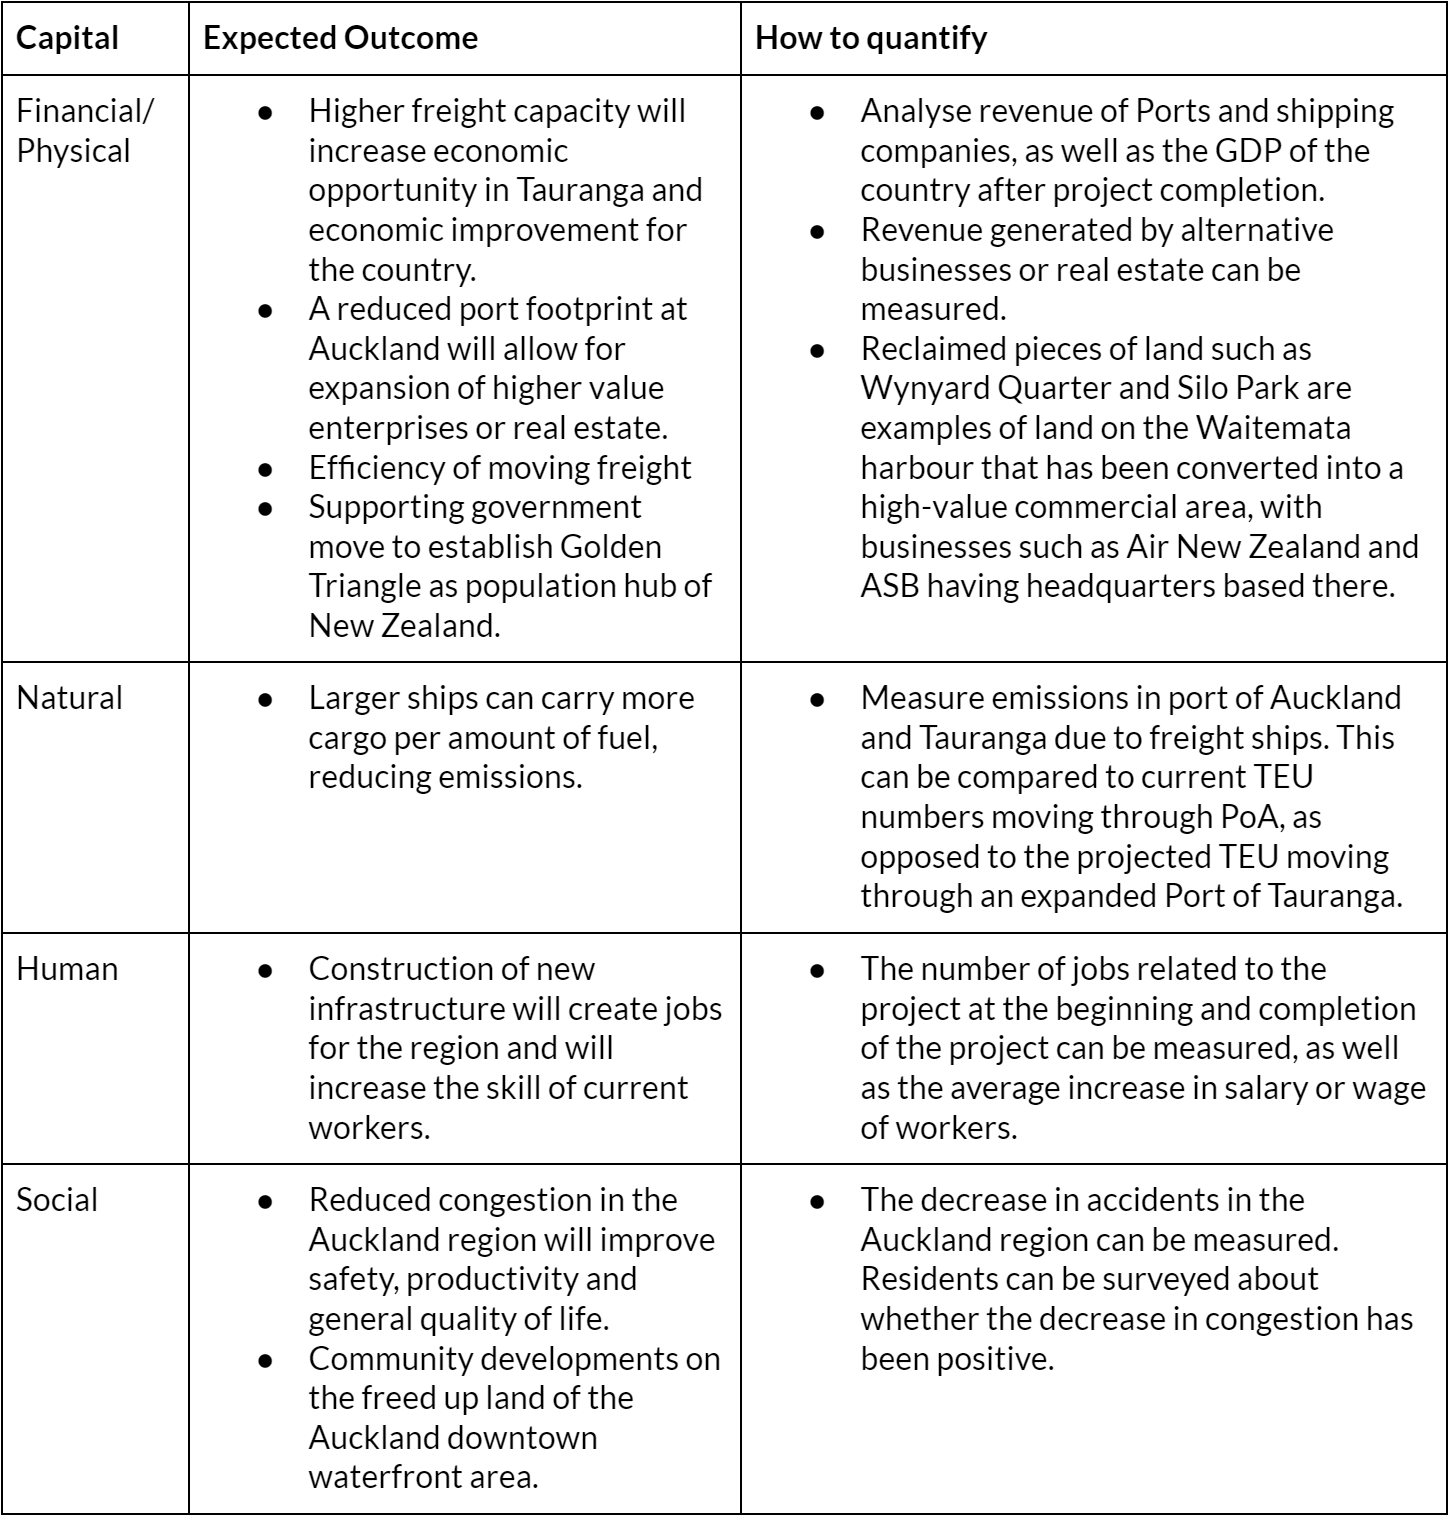 Capital
Expected Outcome
How to quantify
Financial/
Physical
● Higher freight capacity will
increase economic
opportunity in Tauranga and
economic improvement for
the country.
● A reduced port footprint at
Auckland will allow for
expansion of higher value
enterprises or real estate.
● Efficiency of moving freight
● Supporting government
move to establish Golden
Triangle as population hub of
New Zealand.
● Analyse revenue of Ports and shipping
companies, as well as the GDP of the
country after project completion.
● Revenue generated by alternative
businesses or real estate can be
measured.
● Reclaimed pieces of land such as
Wynyard Quarter and Silo Park are
examples of land on the Waitemata
harbour that has been converted into a
high-value commercial area, with
businesses such as Air New Zealand and
ASB having headquarters based there.
Natural
● Larger ships can carry more
cargo per amount of fuel,
reducing emissions.
● Measure emissions in port of Auckland
and Tauranga due to freight ships. This
can be compared to current TEU
numbers moving through PoA, as
opposed to the projected TEU moving
through an expanded Port of Tauranga.
Human
● Construction of new
infrastructure will create jobs
for the region and will
increase the skill of current
workers.
● The number of jobs related to the
project at the beginning and completion
of the project can be measured, as well
as the average increase in salary or wage
of workers.
Social
● Reduced congestion in the
Auckland region will improve
safety, productivity and
general quality of life.
● Community developments on
the freed up land of the
Auckland downtown
waterfront area.
● The decrease in accidents in the
Auckland region can be measured.
Residents can be surveyed about
whether the decrease in congestion has
been positive.